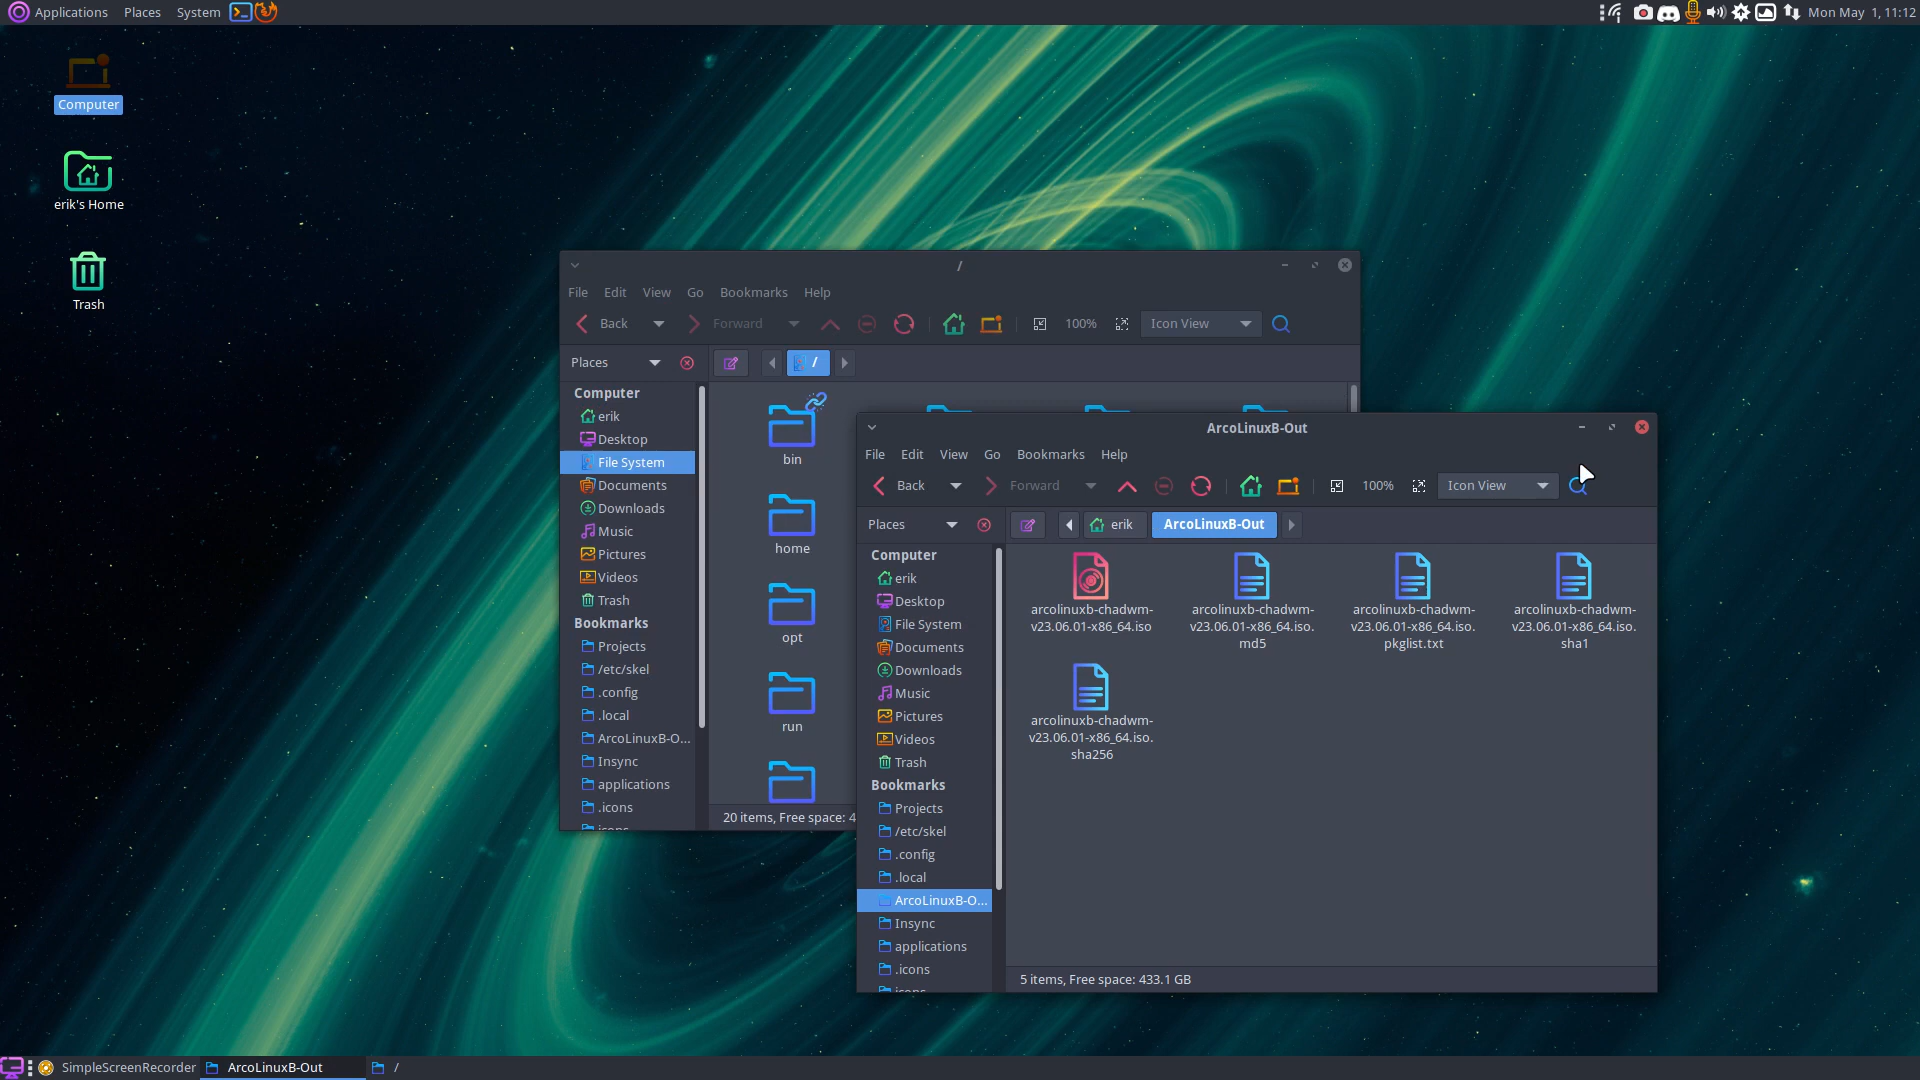 Applications Places System
Mon May 1, 11:12
Computer
erik's Home
Trash
/
File Edit View Go Bookmarks Help
Back Forward 100% Icon View
Places /
Computer
erik
Desktop
File System
Documents
Downloads
Music
Pictures
Videos
Trash
Bookmarks
Projects
/etc/skel
.config
.local
ArcoLinuxB-O...
Insync
applications
.icons
bin
home
opt
run
20 items, Free space: 4
ArcoLinuxB-Out
File Edit View Go Bookmarks Help
Back Forward 100% Icon View
Places erik ArcoLinuxB-Out
Computer
erik
Desktop
File System
Documents
Downloads
Music
Pictures
Videos
Trash
Bookmarks
Projects
/etc/skel
.config
.local
ArcoLinuxB-O...
Insync
applications
.icons
arcolinuxb-chadwm-
v23.06.01-x86_64.iso
arcolinuxb-chadwm-
v23.06.01-x86_64.iso.
md5
arcolinuxb-chadwm-
v23.06.01-x86_64.iso.
pkglist.txt
arcolinuxb-chadwm-
v23.06.01-x86_64.iso.
sha1
arcolinuxb-chadwm-
v23.06.01-x86_64.iso.
sha256
5 items, Free space: 433.1 GB
SimpleScreenRecorder ArcoLinuxB-Out /